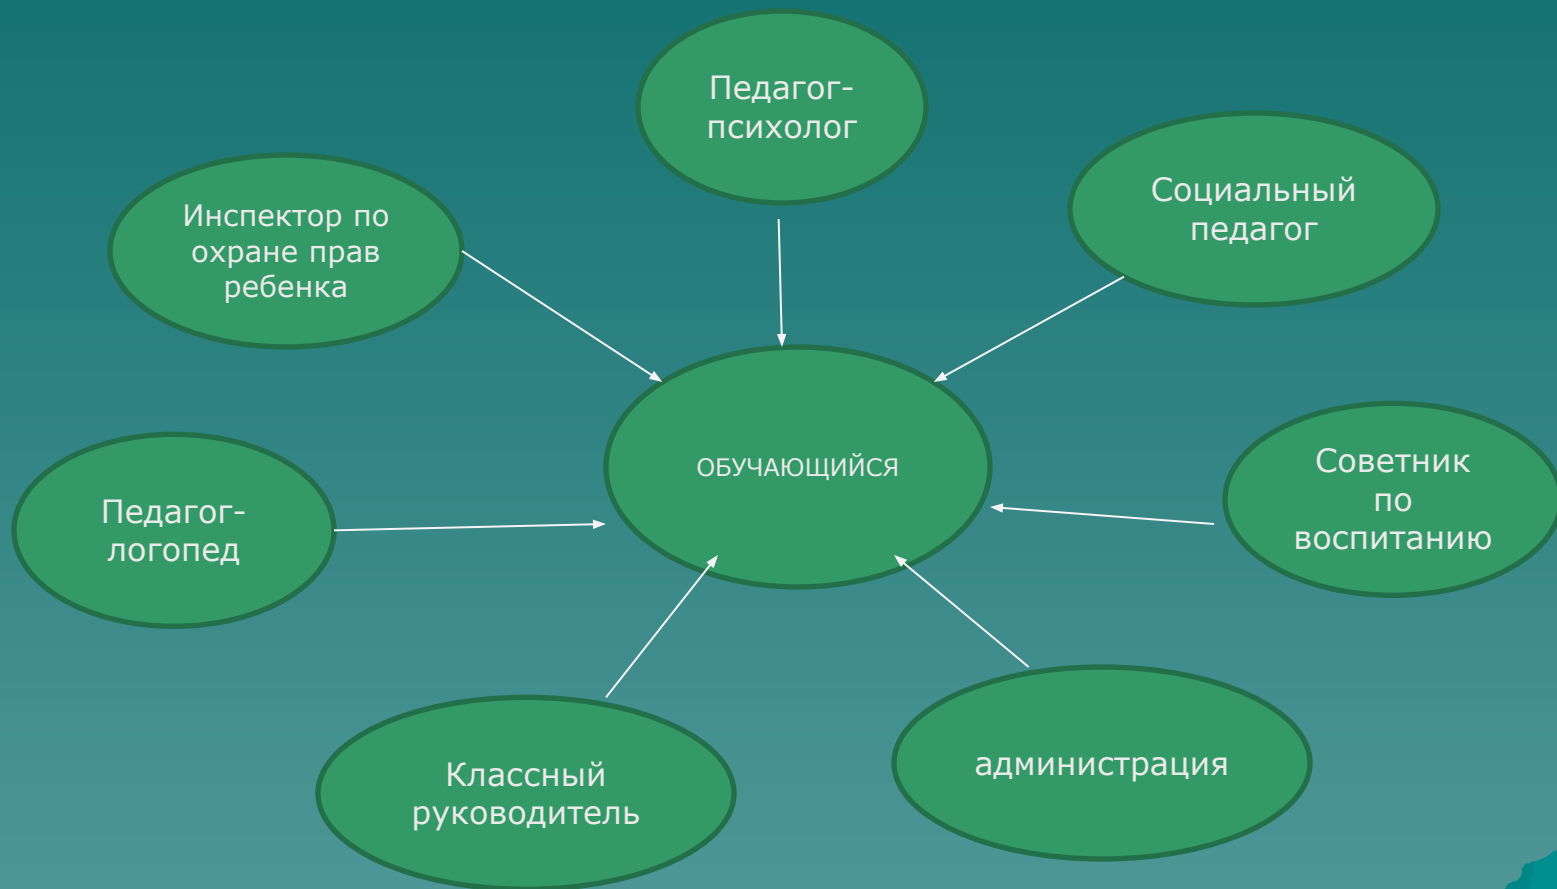 Педагог-
психолог
Социальный
педагог
Инспектор по
охране прав
ребенка
ОБУЧАЮЩИЙСЯ
Советник
по
воспитанию
Педагог-
логопед
Классный
руководитель
администрация